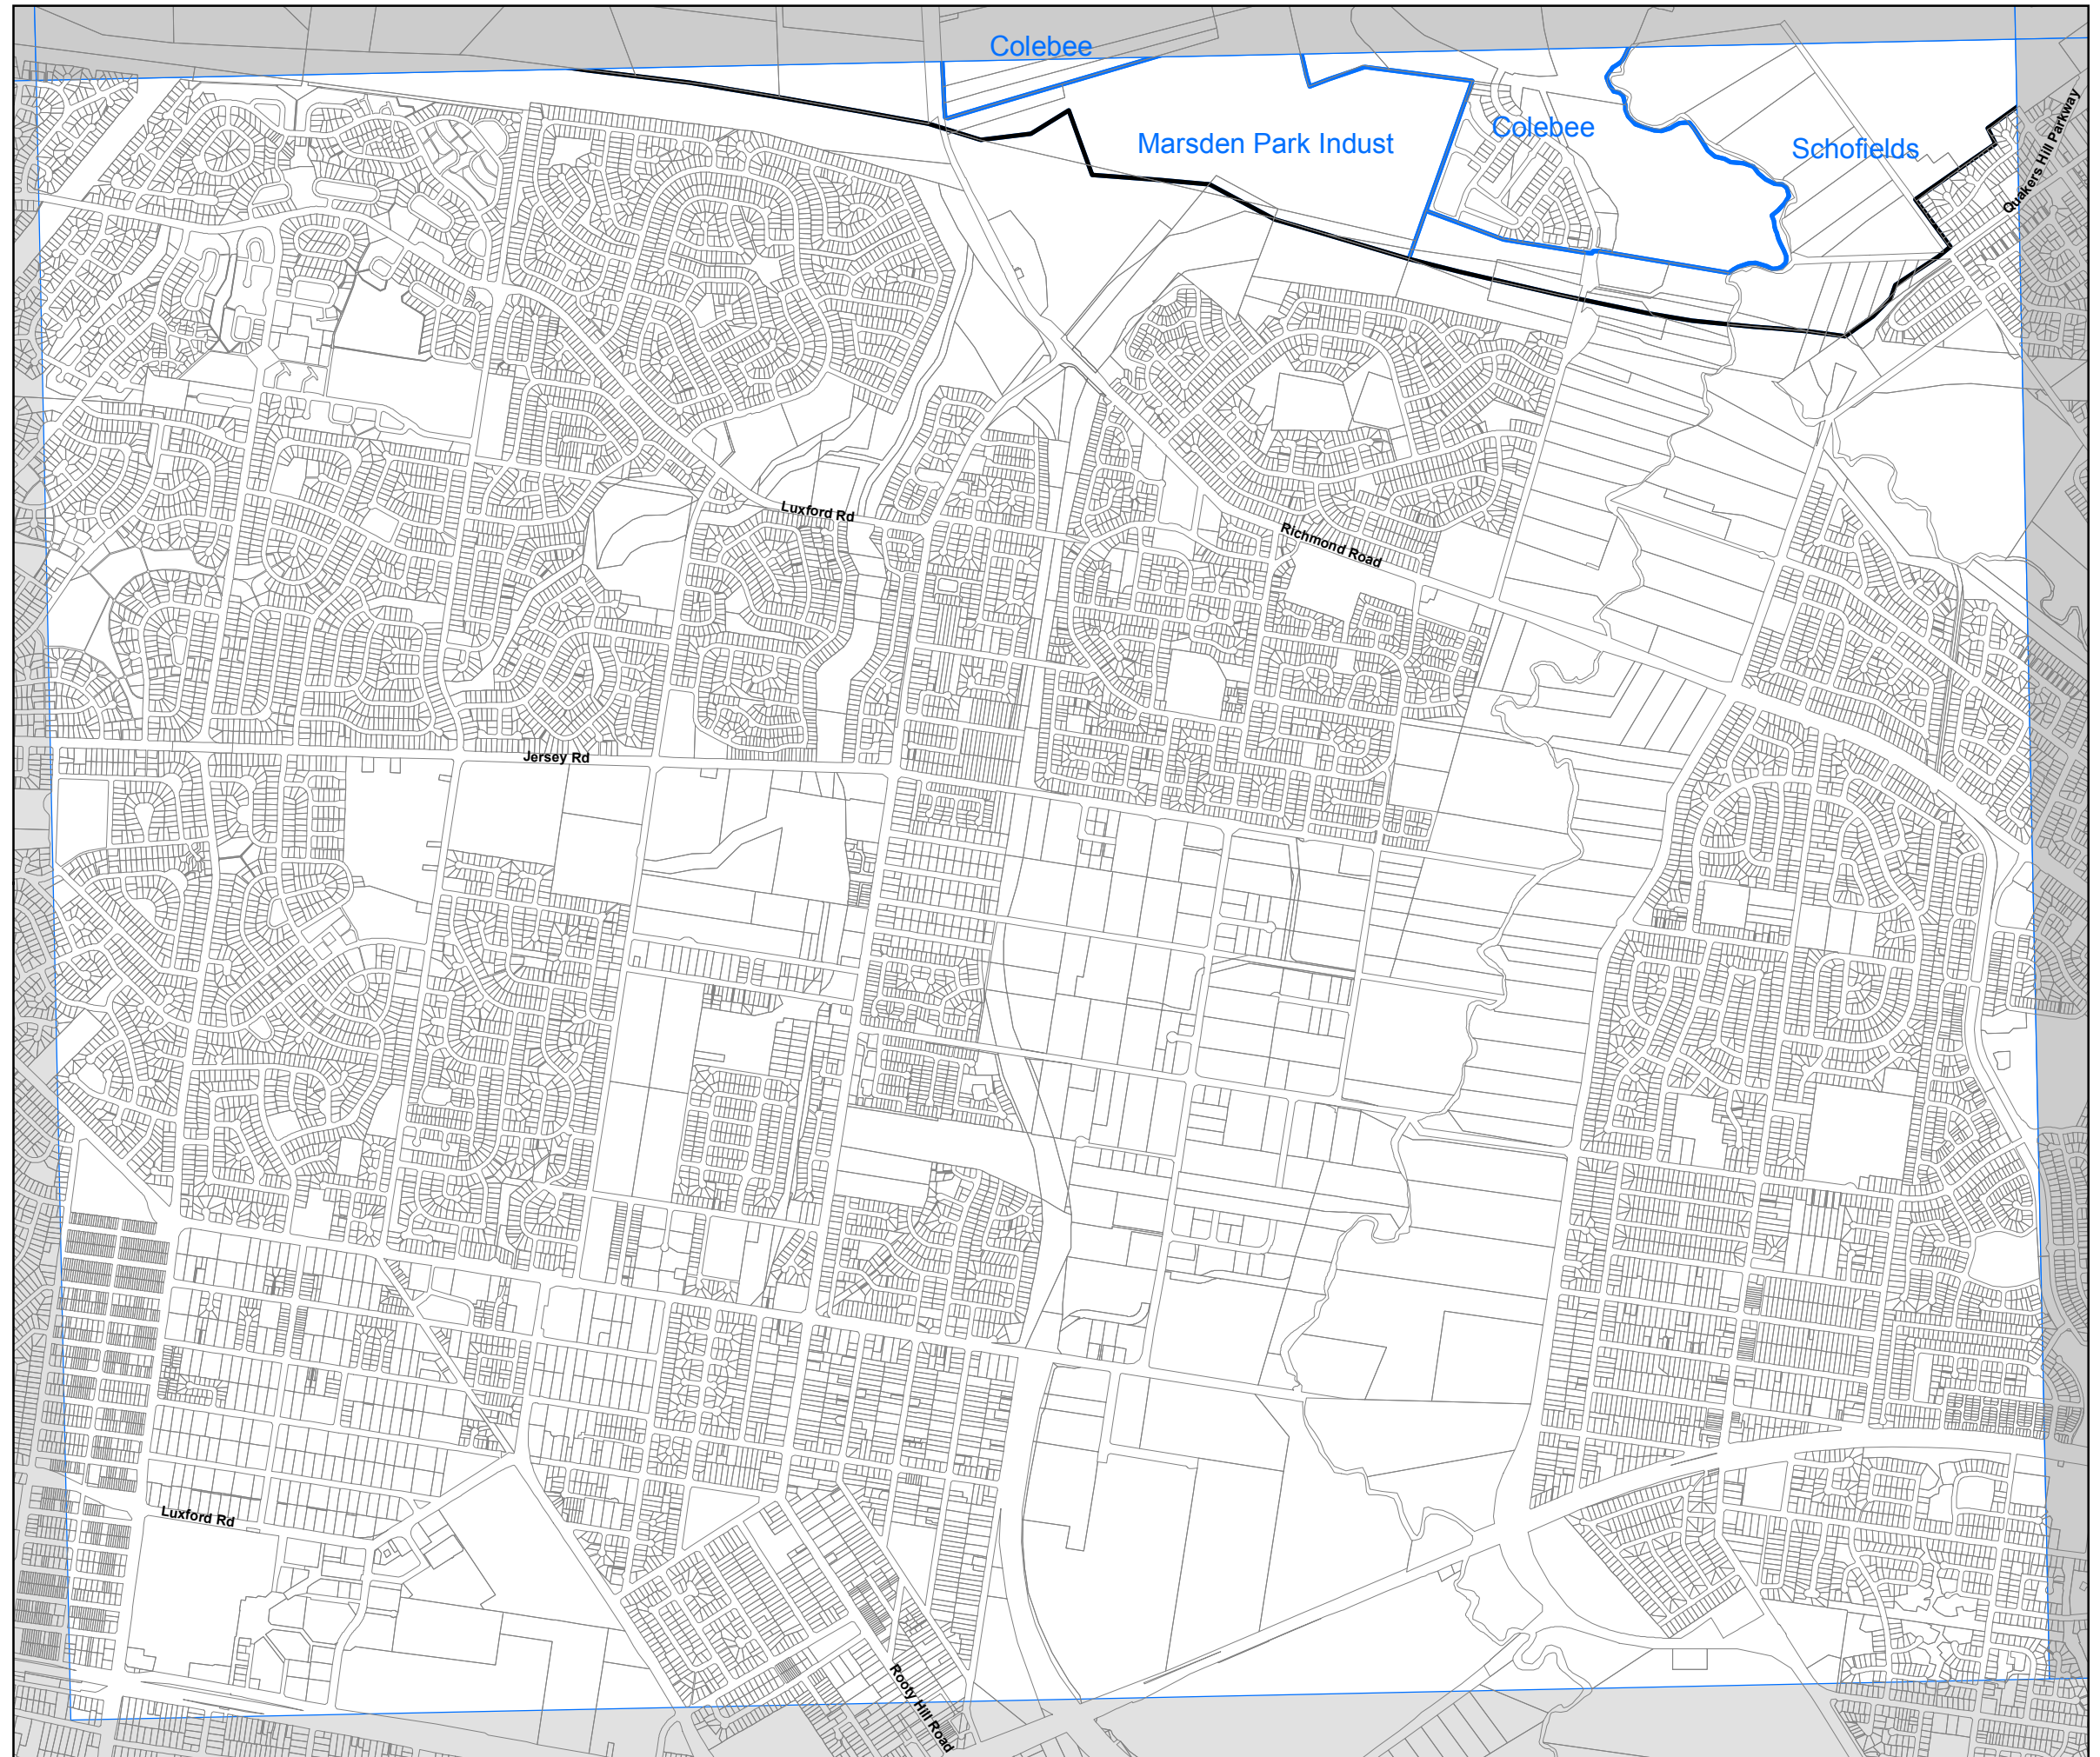 Colebee
Marsden Park Indust
Colebee
Schofields
Quakers Hill Parkway
Luxford Rd
Richmond Road
Jersey Rd
Luxford Rd
Rooty Hill Road